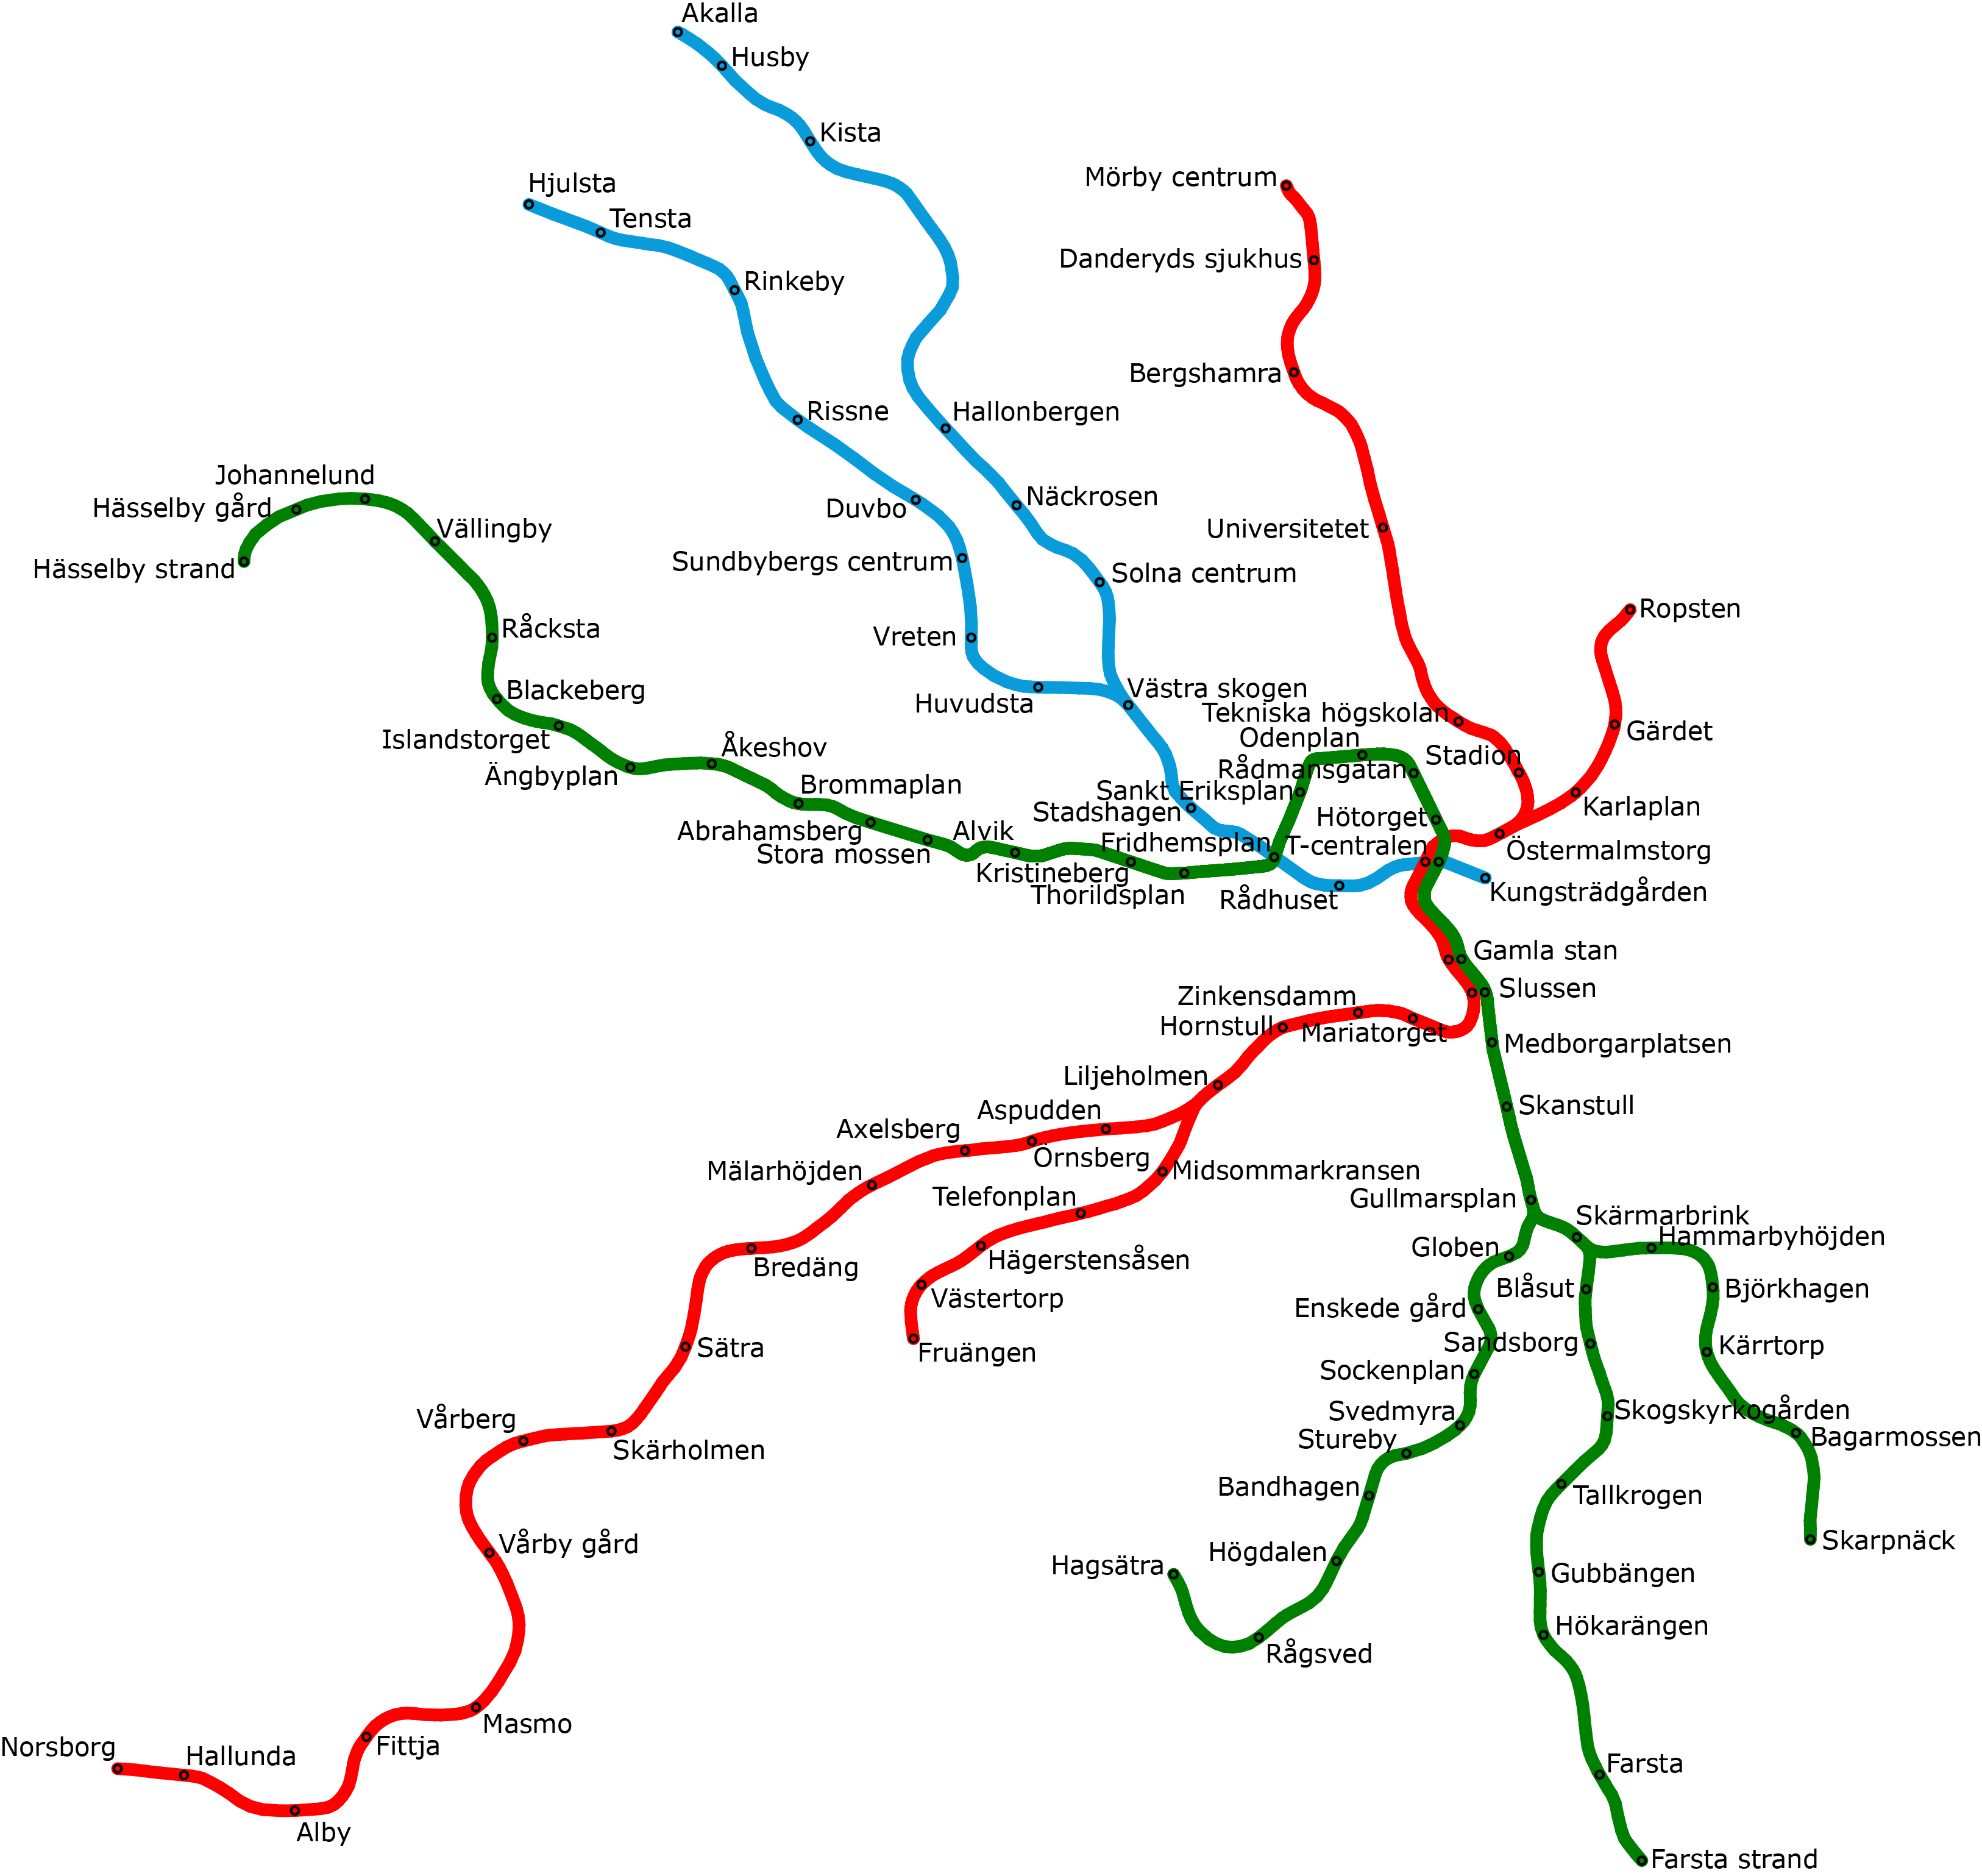 Akalla
Husby
Kista
Mörby centrum
Hjulsta
Tensta
Danderyds sjukhus
Rinkeby
Bergshamra
Rissne
Hallonbergen
Johannelund
Näckrosen
Hässelby gård
Duvbo
Vällingby
Universitetet
Sundbybergs centrum
Hässelby strand
Solna centrum
Ropsten
Råcksta
Vreten
Blackeberg
Västra skogen
Huvudsta
Tekniska högskolan
Gärdet
Islandstorget
Odenplan
Åkeshov
Stadion
Rådmansgatan
Ängbyplan
Brommaplan
Sankt Eriksplan
Karlaplan
Stadshagen
Hötorget
Abrahamsberg
Alvik
Fridhemsplan
T-centralen
Östermalmstorg
Stora mossen
Kristineberg
Thorildsplan
Rådhuset
Kungsträdgården
Gamla stan
Slussen
Zinkensdamm
Hornstull
Mariatorget
Medborgarplatsen
Liljeholmen
Skanstull
Aspudden
Axelsberg
Örnsberg
Mälarhöjden
Midsommarkransen
Telefonplan
Gullmarsplan
Skärmarbrink
Hammarbyhöjden
Globen
Hägerstensåsen
Bredäng
Blåsut
Björkhagen
Västertorp
Enskede gård
Sandsborg
Kärrtorp
Sätra
Fruängen
Sockenplan
Svedmyra
Skogskyrkogården
Vårberg
Stureby
Bagarmossen
Skärholmen
Bandhagen
Tallkrogen
Vårby gård
Skarpnäck
Högdalen
Hagsätra
Gubbängen
Hökarängen
Rågsved
Masmo
Norsborg
Hallunda
Fittja
Farsta
Alby
Farsta strand